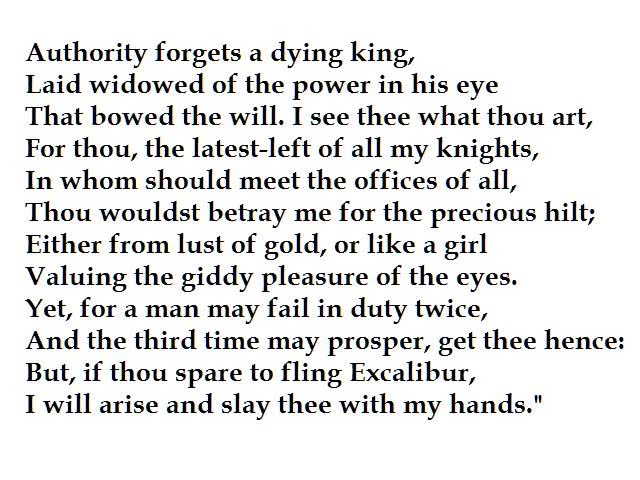 Authority forgets a dying king,
Laid widowed of the power in his eye
That bowed the will. I see thee what thou art,
For thou, the latest-left of all my knights,
In whom should meet the offices of all,
Thou wouldst betray me for the precious hilt;
Either from lust of gold, or like a girl
Valuing the giddy pleasure of the eyes.
Yet, for a man may fail in duty twice,
And the third time may prosper, get thee hence:
But, if thou spare to fling Excalibur,
I will arise and slay thee with my hands."